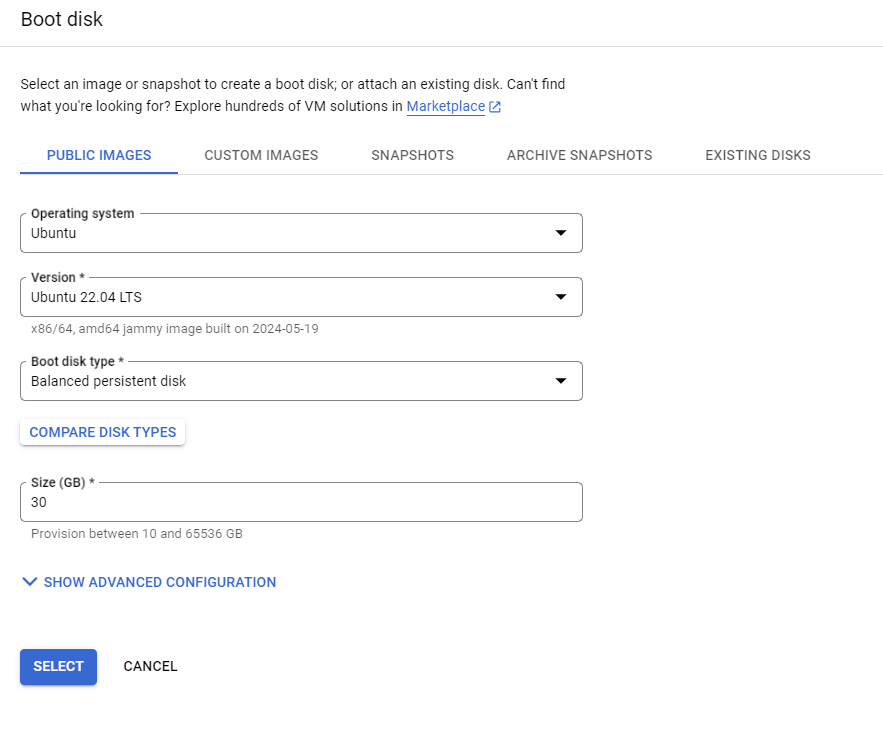 Boot disk
Select an image or snapshot to create a boot disk; or attach an existing disk. Can't find
what you're looking for? Explore hundreds of VM solutions in Marketplace
PUBLIC IMAGES CUSTOM IMAGES SNAPSHOTS ARCHIVE SNAPSHOTS EXISTING DISKS
Operating system
Ubuntu
Version *
Ubuntu 22.04 LTS
x86/64, amd64 jammy image built on 2024-05-19
Boot disk type *
Balanced persistent disk
COMPARE DISK TYPES
Size (GB) *
30
Provision between 10 and 65536 GB
SHOW ADVANCED CONFIGURATION
SELECT CANCEL